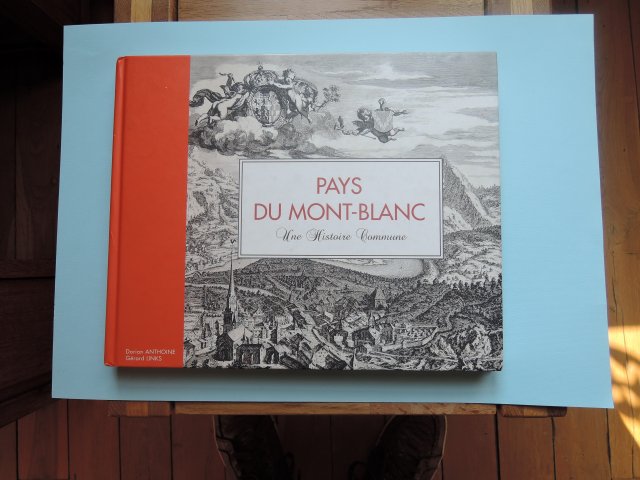 PAYS
DU MONT-BLANC
Une Histoire Commune
Dorian ANTHOINE
Gérard LINKS